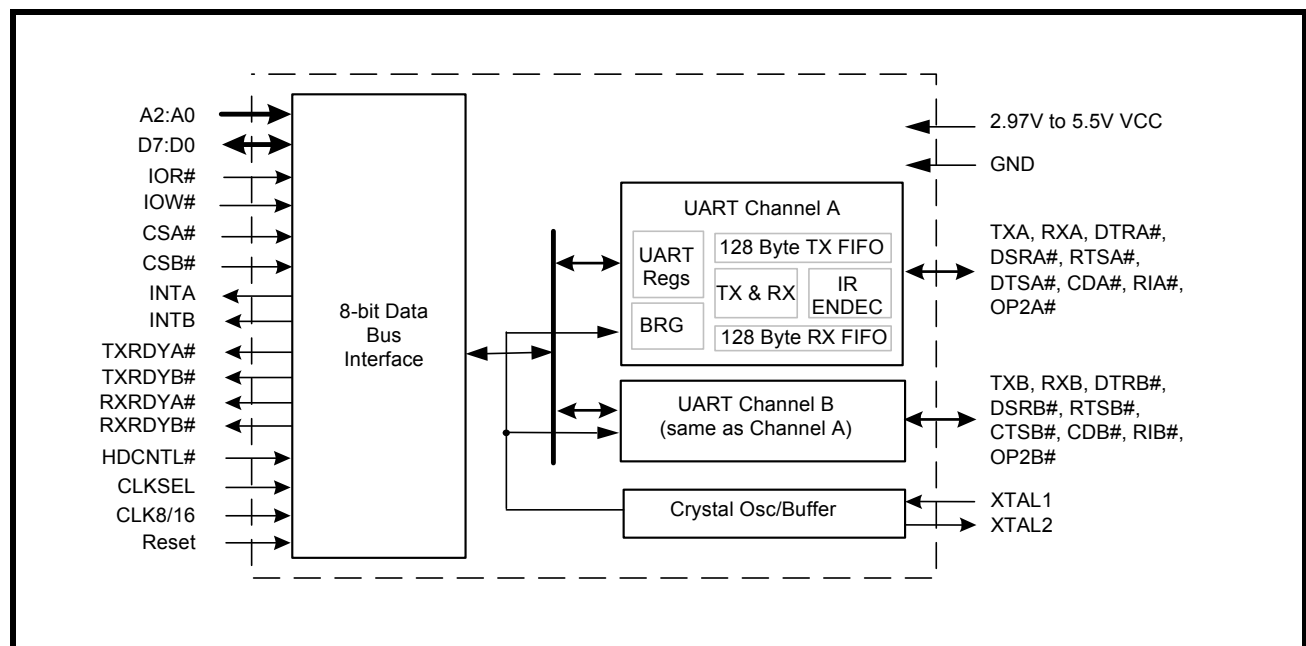 A2:A0
D7:D0
IOR#
IOW#
CSA#
CSB#
INTA
INTB
TXRDYA#
TXRDYB#
RXRDYA#
RXRDYB#
HDCNTL#
CLKSEL
CLK8/16
Reset
8-bit Data
Bus
Interface
UART Channel A
UART
Regs
BRG
128 Byte TX FIFO
TX & RX
IR
ENDEC
128 Byte RX FIFO
UART Channel B
(same as Channel A)
Crystal Osc/Buffer
2.97V to 5.5V VCC
GND
TXA, RXA, DTRA#,
DSRA#, RTSA#,
DTSA#, CDA#, RIA#,
OP2A#
TXB, RXB, DTRB#,
DSRB#, RTSB#,
CTSB#, CDB#, RIB#,
OP2B#
XTAL1
XTAL2